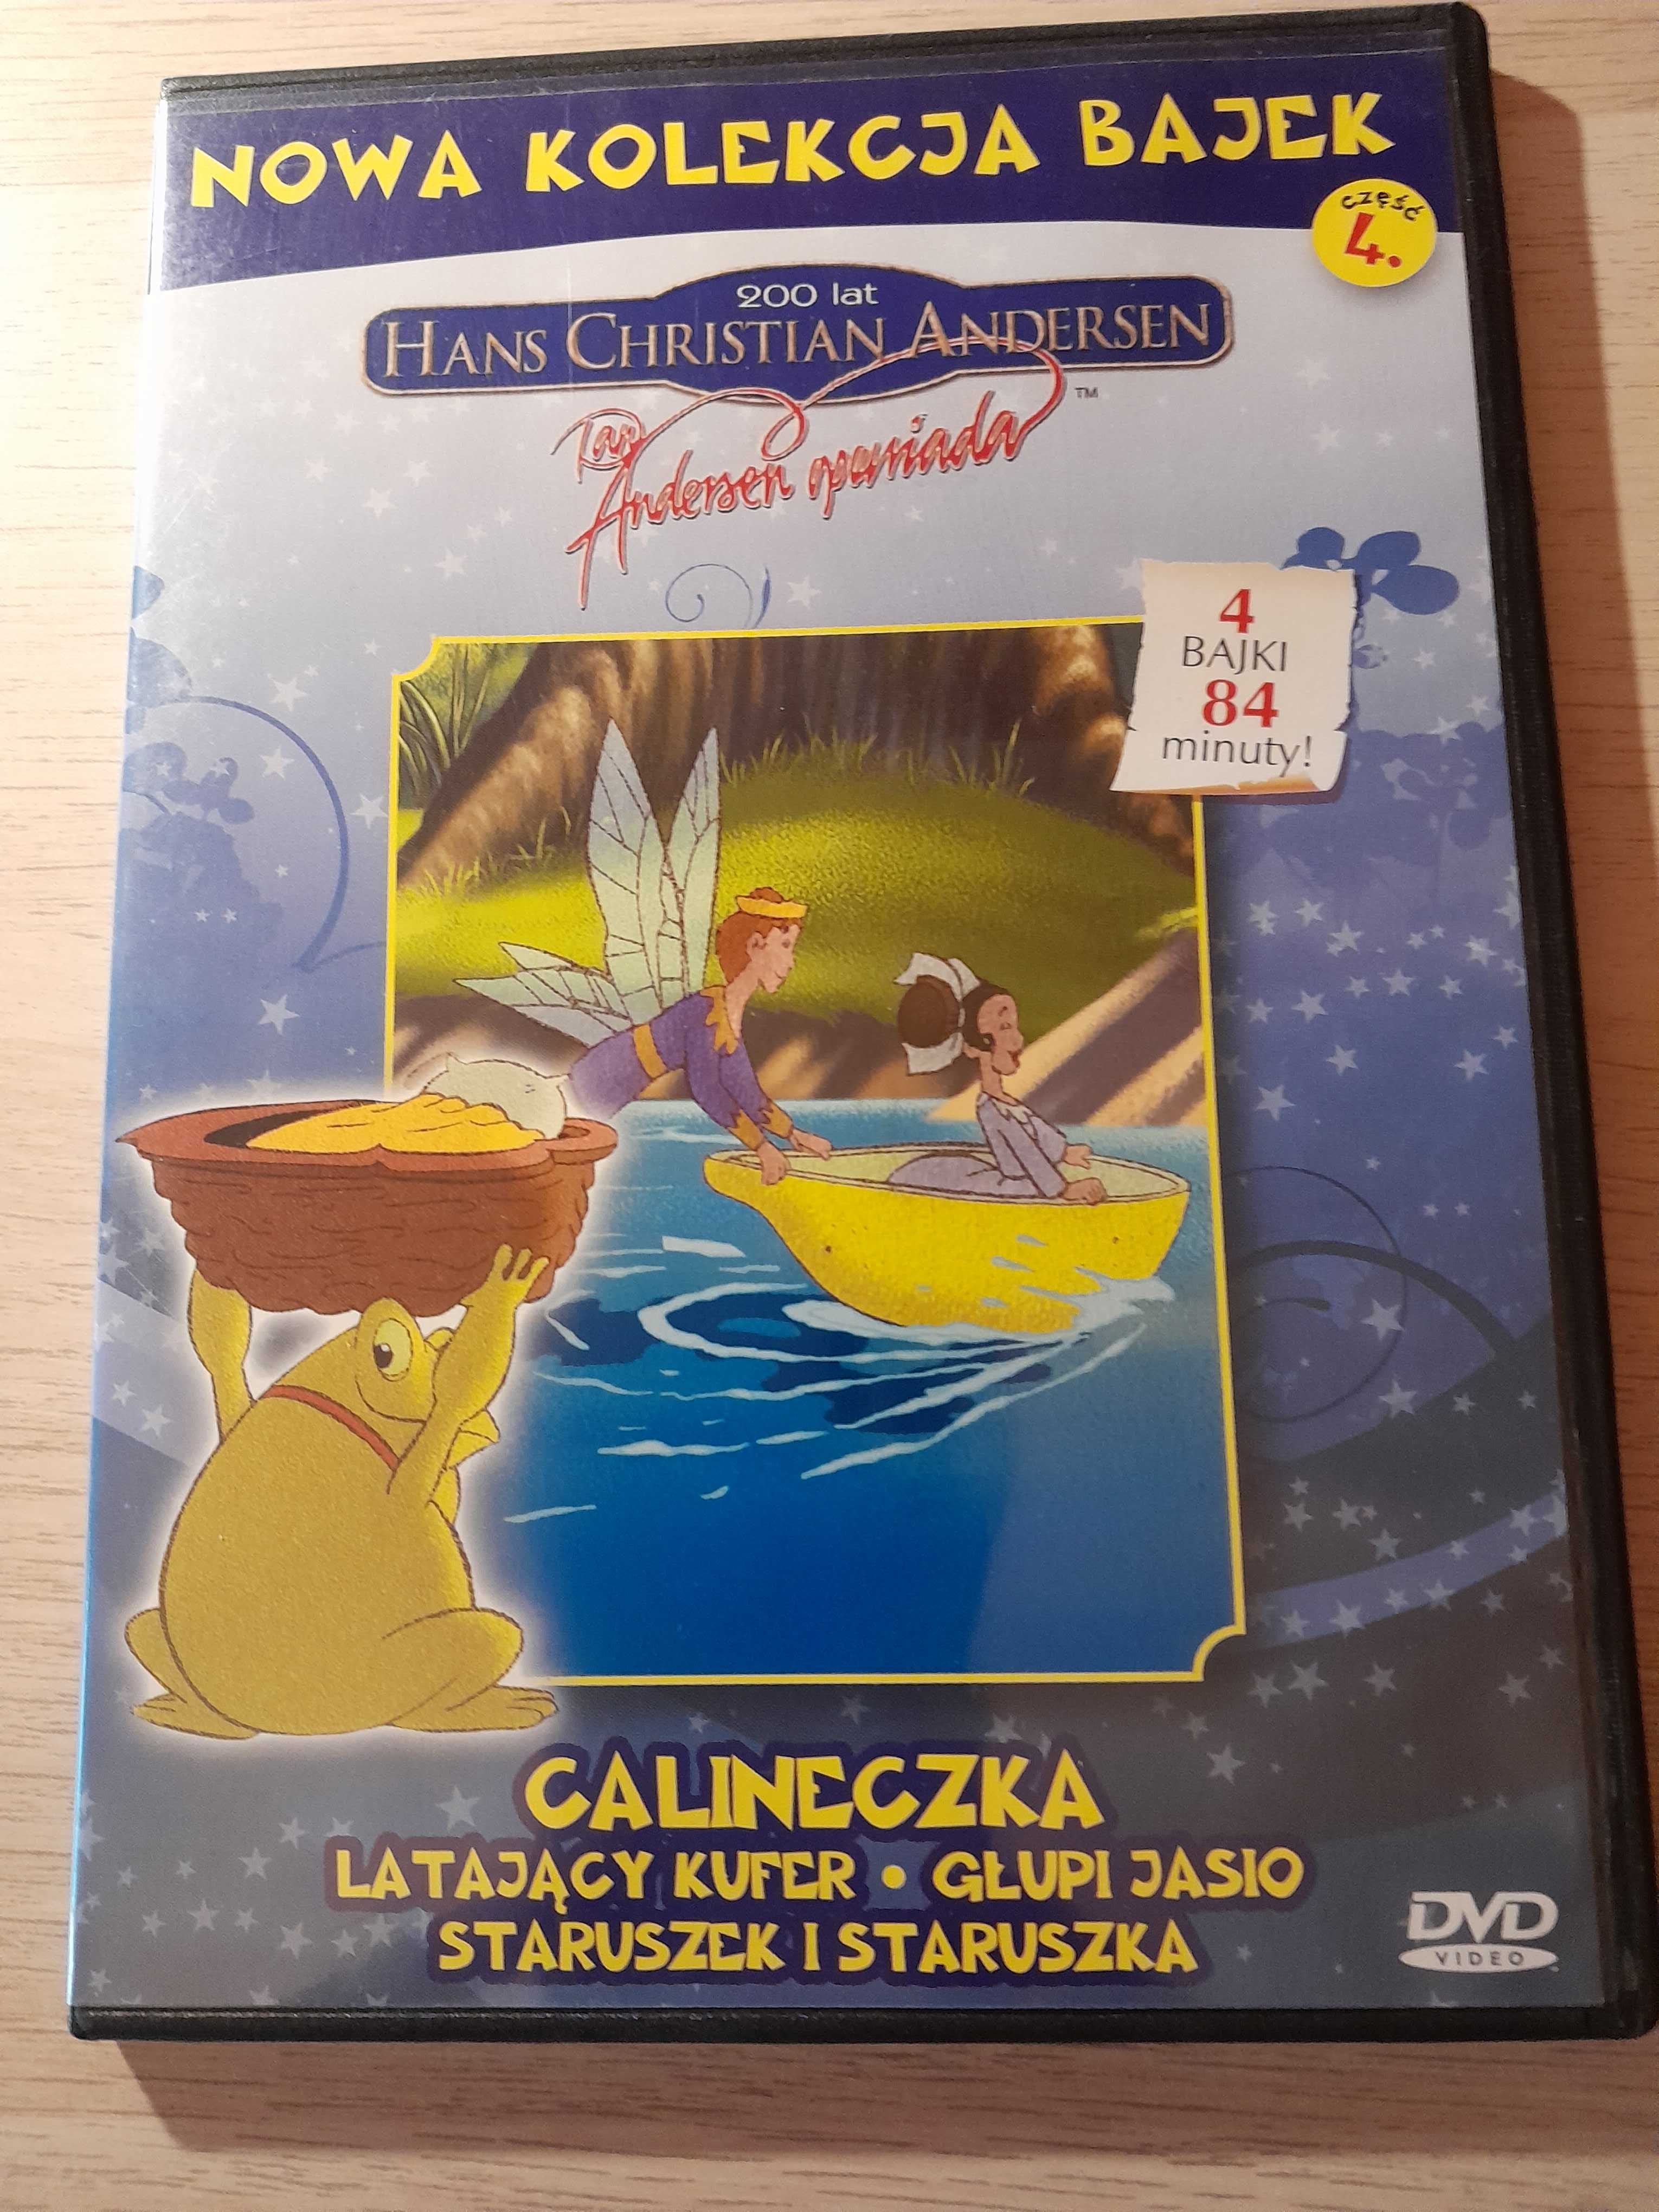 NOWA KOLEKCJA BAJEK
część
4.
200 lat
HANS CHRISTIAN ANDERSEN
Pan
TM
Andersen opowiada
4
BAJKI
84
minuty!
CALINECZKA
LATAJĄCY KUFER • GŁUPI JASIO
STARUSZEK I STARUSZKA
DVD
VIDEO